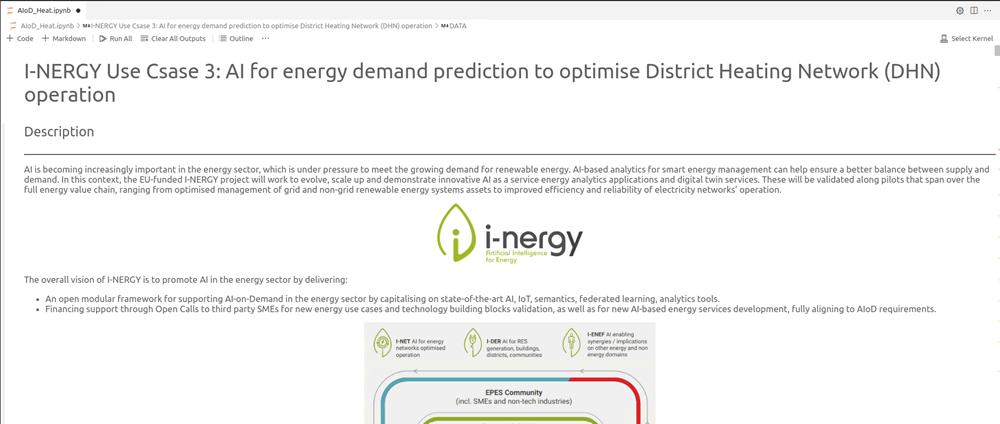 AIoD_Heat.ipynb ●
AIoD_Heat.ipynb > M↓I-NERGY Use Csase 3: AI for energy demand prediction to optimise District Heating Network (DHN) operation > M↓DATA
+ Code + Markdown Run All Clear All Outputs Outline ... Select Kernel
I-NERGY Use Csase 3: AI for energy demand prediction to optimise District Heating Network (DHN)
operation
Description
AI is becoming increasingly important in the energy sector, which is under pressure to meet the growing demand for renewable energy. AI-based analytics for smart energy management can help ensure a better balance between supply and
demand. In this context, the EU-funded I-NERGY project will work to evolve, scale up and demonstrate innovative AI as a service energy analytics applications and digital twin services. These will be validated along pilots that span over the
full energy value chain, ranging from optimised management of grid and non-grid renewable energy systems assets to improved efficiency and reliability of electricity networks’ operation.
i-nergy
Artificial Intelligence
for Energy
The overall vision of I-NERGY is to promote AI in the energy sector by delivering:
• An open modular framework for supporting AI-on-Demand in the energy sector by capitalising on state-of-the-art AI, IoT, semantics, federated learning, analytics tools.
• Financing support through Open Calls to third party SMEs for new energy use cases and technology building blocks validation, as well as for new AI-based energy services development, fully aligning to AIoD requirements.
I-NET AI for energy
networks optimised
operation
I-DER AI for RES
generation, buildings,
districts, communities
I-ENEF AI enabling
synergies / implications
on other energy and non
energy domains
EPES Community
(incl. SMEs and non-tech industries)